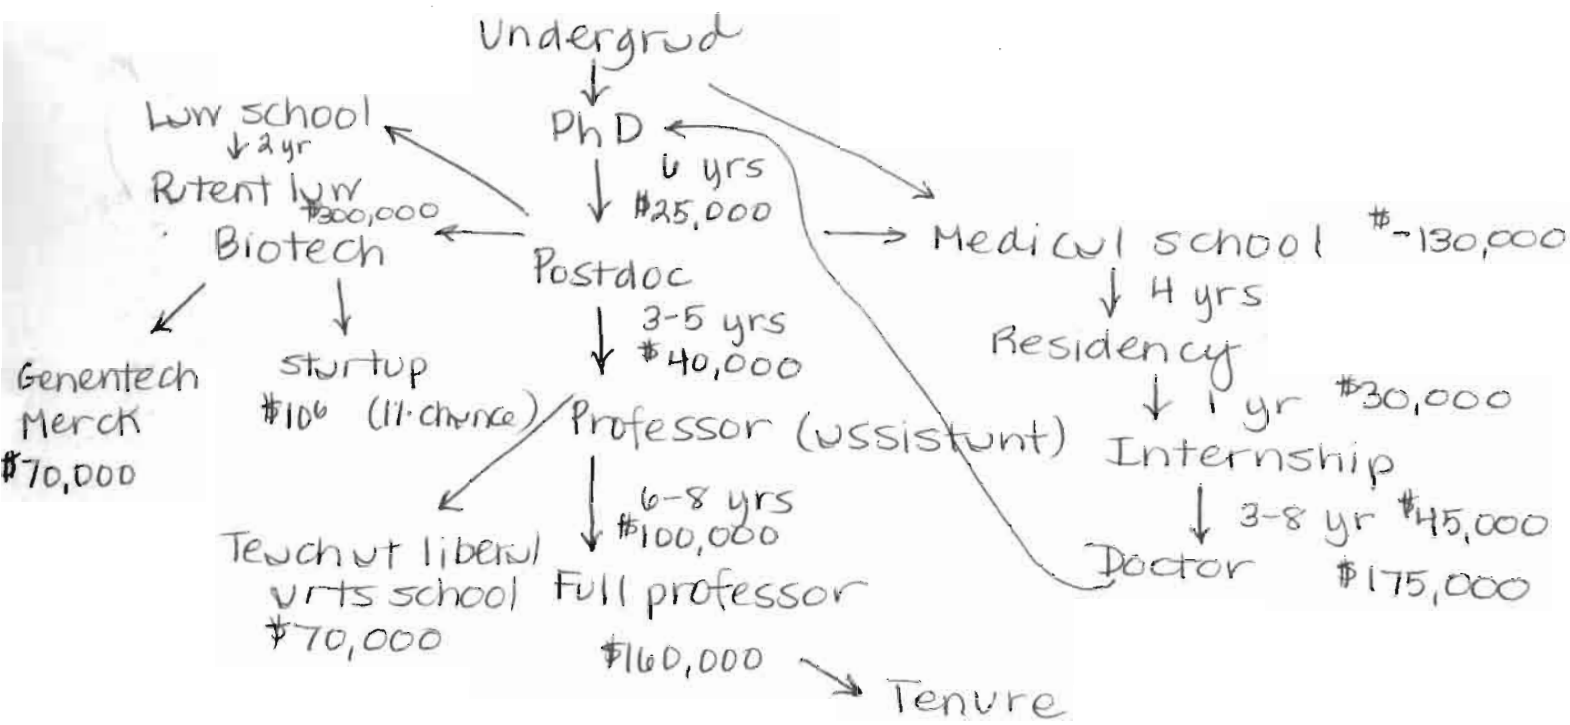 Undergrad
Law school
PhD
2 yr
6 yrs
Patent law
$25,000
$300,000
Biotech
Medical school $-130,000
Postdoc
4 yrs
3-5 yrs
Residency
$40,000
Genentech
startup
Merck
$10⁶ (1% chance)
1 yr $30,000
Professor (assistant)
Internship
$70,000
6-8 yrs
$100,000
3-8 yr $45,000
Teach at liberal
arts school
Full professor
Doctor $175,000
$70,000
$160,000
Tenure